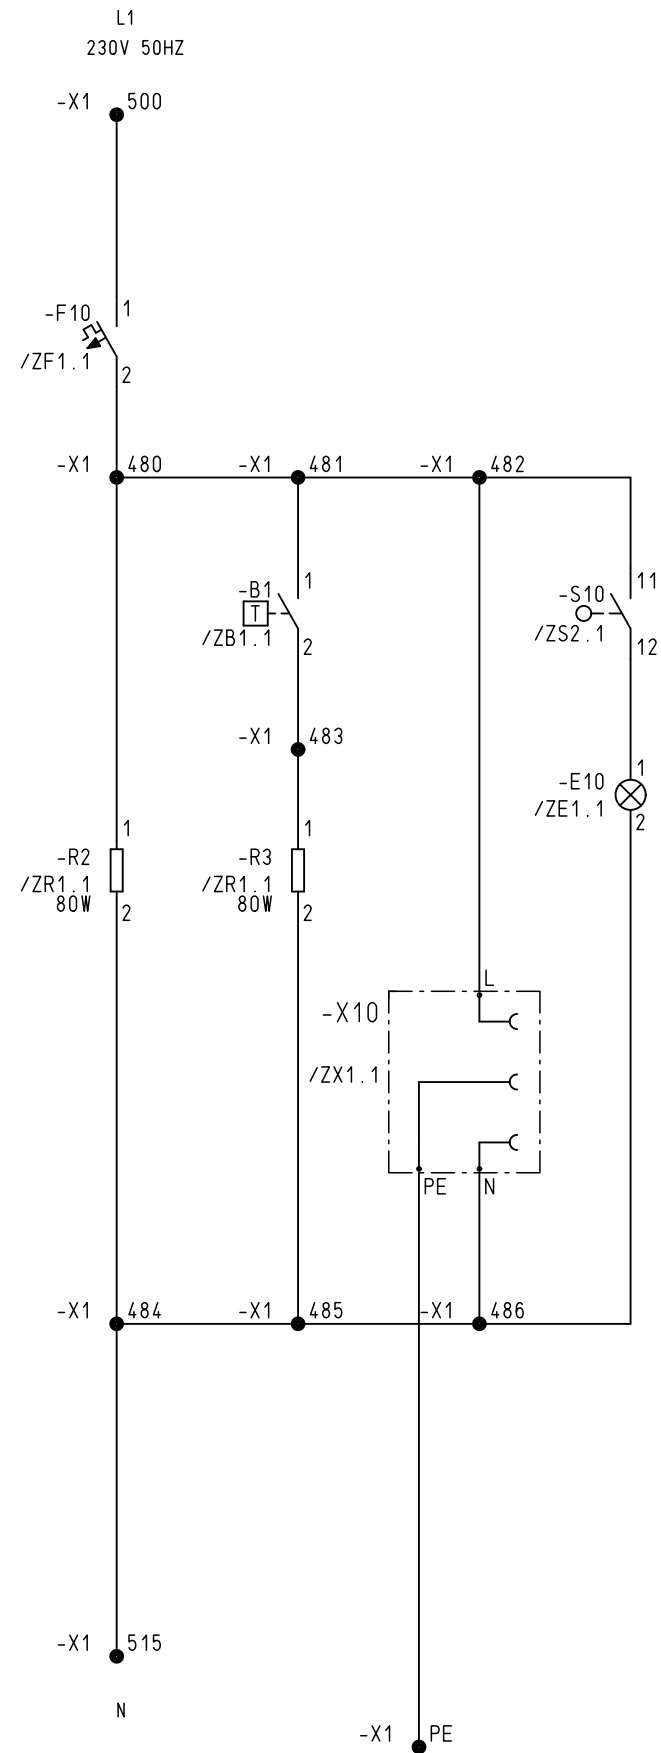 L1
230V 50HZ
-X1 500
1
-F10
/ZF1.1
2
-X1 480 -X1 481 -X1 482
1 11
-B1 -S10
T
/ZB1.1 /ZS2.1
2 12
-X1 483
1
-E10
/ZE1.1
2
1 1
-R2 -R3
/ZR1.1 /ZR1.1
80W 2 80W 2
L
-X10
/ZX1.1
PE N
-X1 484 -X1 485 -X1 486
-X1 515
N
-X1 PE